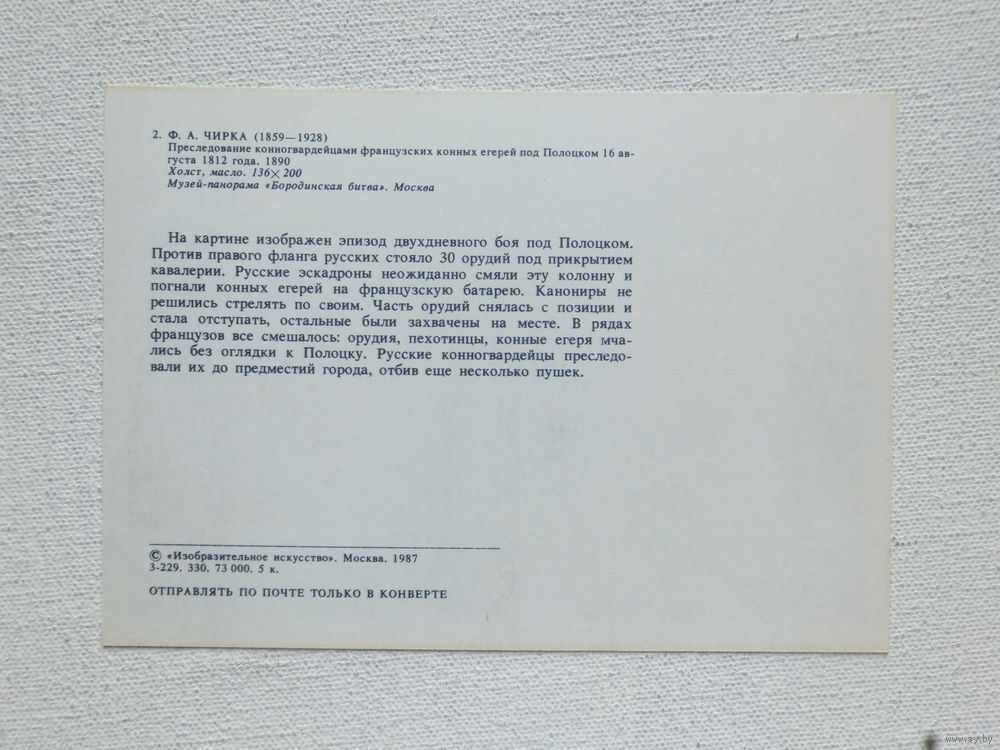 2. Ф. А. ЧИРКА (1859—1928)
Преследование конногвардейцами французских конных егерей под Полоцком 16 ав-
густа 1812 года. 1890
Холст, масло. 136×200
Музей-панорама «Бородинская битва». Москва
На картине изображен эпизод двухдневного боя под Полоцком.
Против правого фланга русских стояло 30 орудий под прикрытием
кавалерии. Русские эскадроны неожиданно смяли эту колонну и
погнали конных егерей на французскую батарею. Канониры не
решились стрелять по своим. Часть орудий снялась с позиции и
стала отступать, остальные были захвачены на месте. В рядах
французов все смешалось: орудия, пехотинцы, конные егеря мча-
лись без оглядки к Полоцку. Русские конногвардейцы преследо-
вали их до предместий города, отбив еще несколько пушек.
© «Изобразительное искусство». Москва. 1987
3-229. 330. 73 000. 5 к.
ОТПРАВЛЯТЬ ПО ПОЧТЕ ТОЛЬКО В КОНВЕРТЕ
www.ay.by